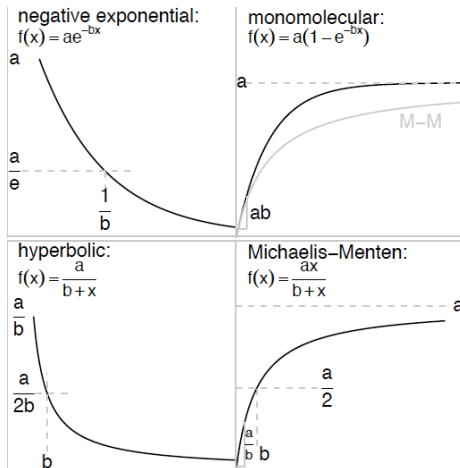 negative exponential:
f(x) = ae^{-bx}
a
a/e
1/b
monomolecular:
f(x) = a(1 − e^{-bx})
a
M−M
ab
hyperbolic:
f(x) = a/(b + x)
a/b
a/2b
b
Michaelis−Menten:
f(x) = ax/(b + x)
a
a/2
a/b
b